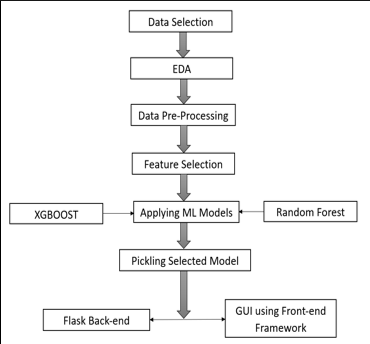 Data Selection
EDA
Data Pre-Processing
Feature Selection
XGBOOST
Applying ML Models
Random Forest
Pickling Selected Model
Flask Back-end
GUI using Front-end
Framework